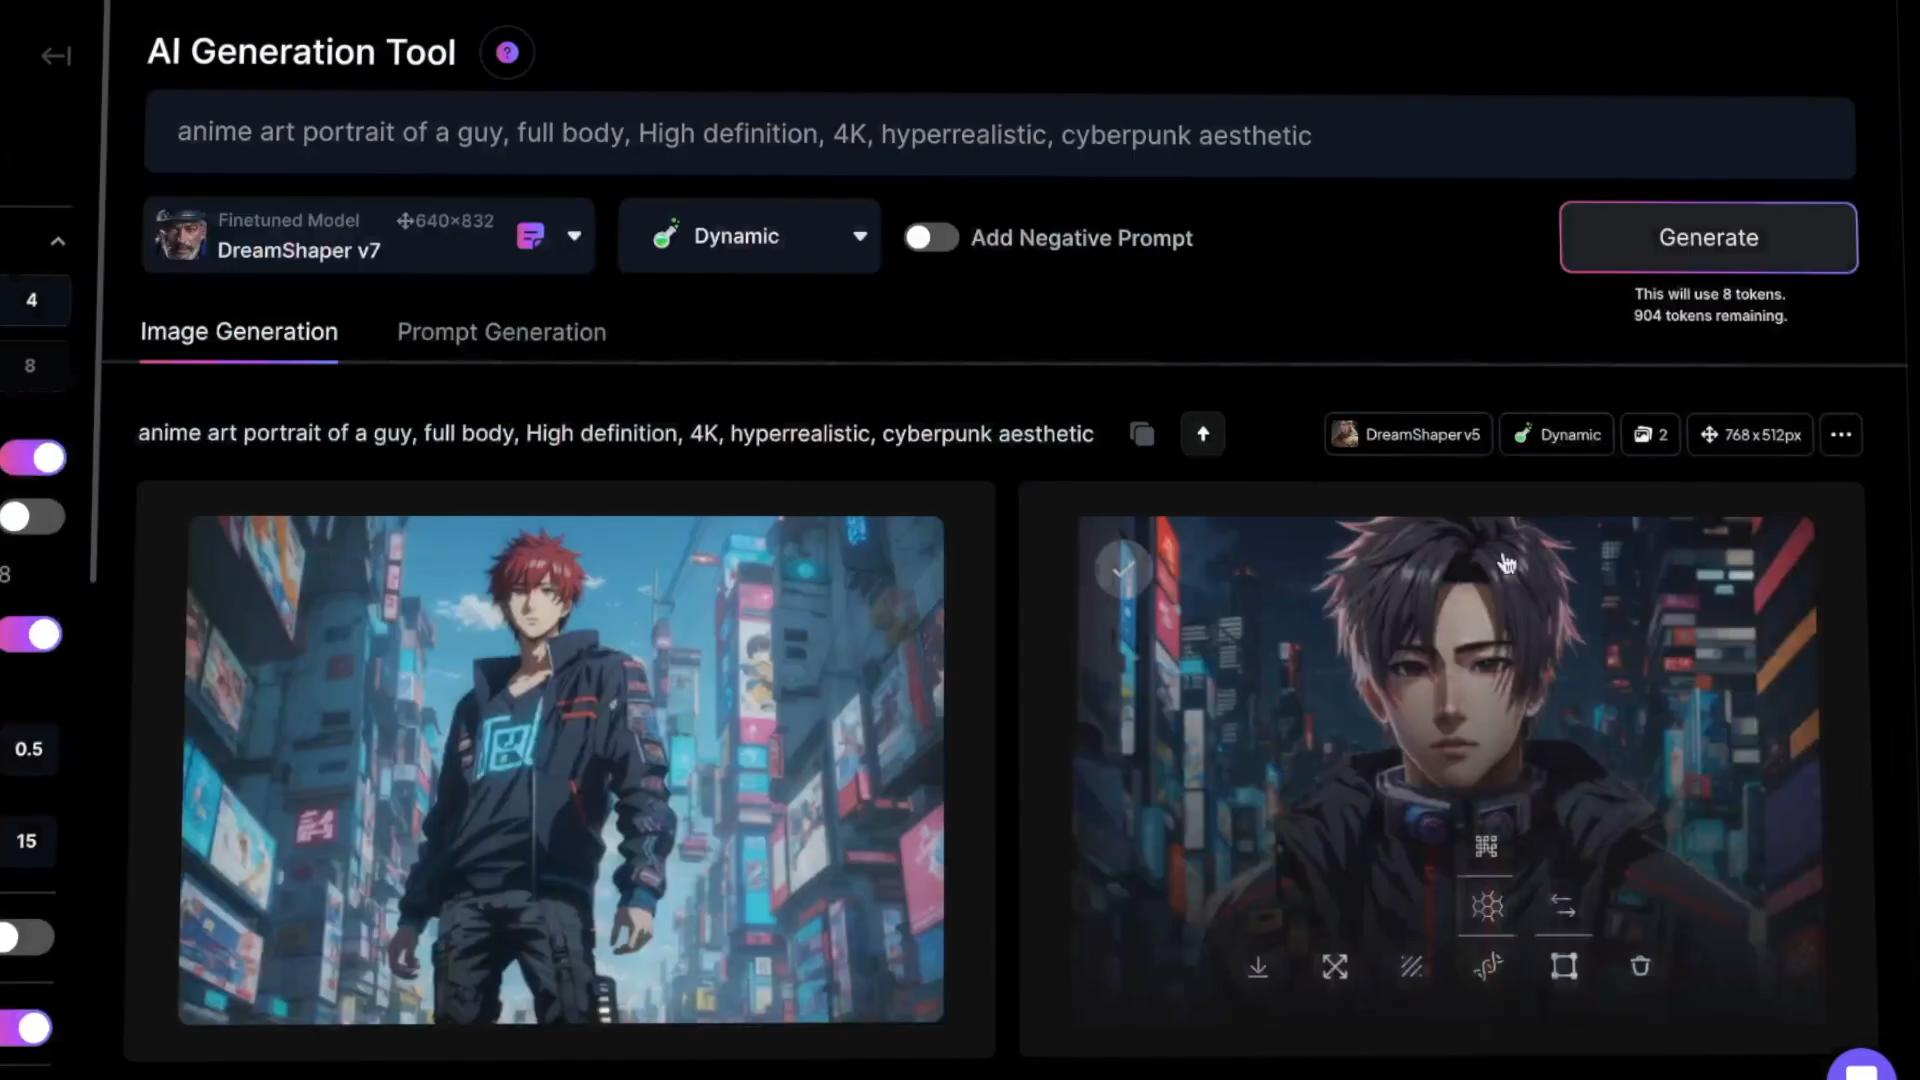 AI Generation Tool ?
anime art portrait of a guy, full body, High definition, 4K, hyperrealistic, cyberpunk aesthetic
Finetuned Model 640×832
DreamShaper v7
Dynamic
Add Negative Prompt
Generate
This will use 8 tokens.
904 tokens remaining.
4
8
Image Generation
Prompt Generation
anime art portrait of a guy, full body, High definition, 4K, hyperrealistic, cyberpunk aesthetic
DreamShaper v5
Dynamic
2
768 x 512px
8
0.5
15